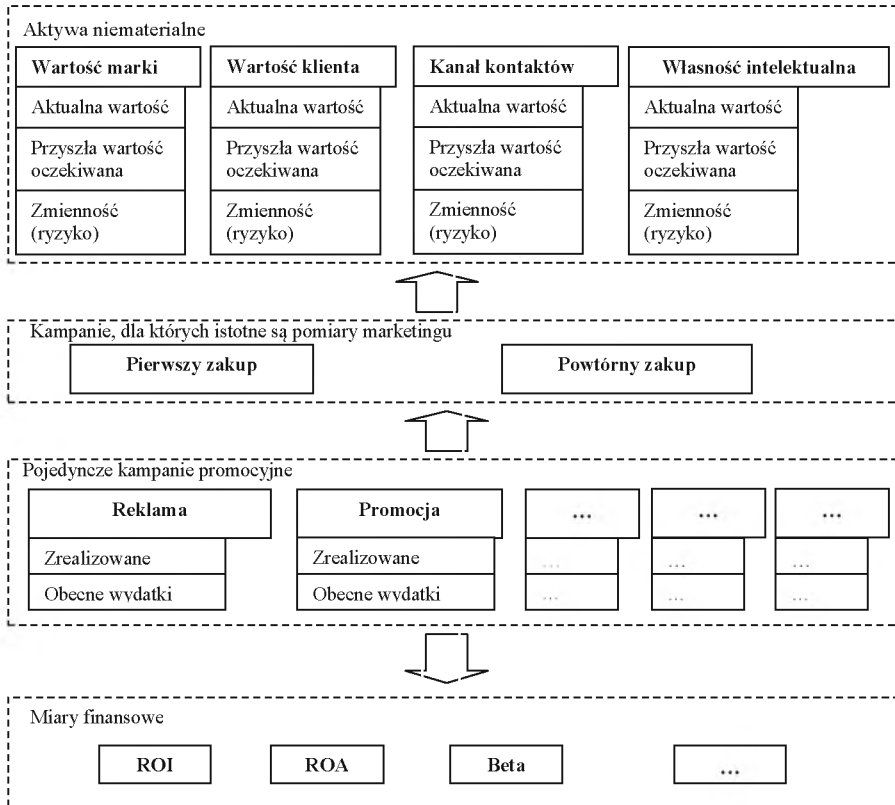 Aktywa niematerialne
Wartość marki
Aktualna wartość
Przyszła wartość
oczekiwana
Zmienność
(ryzyko)
Wartość klienta
Aktualna wartość
Przyszła wartość
oczekiwana
Zmienność
(ryzyko)
Kanał kontaktów
Aktualna wartość
Przyszła wartość
oczekiwana
Zmienność
(ryzyko)
Własność intelektualna
Aktualna wartość
Przyszła wartość
oczekiwana
Zmienność
(ryzyko)
Kampanie, dla których istotne są pomiary marketingu
Pierwszy zakup
Powtórny zakup
Pojedyncze kampanie promocyjne
Reklama
Zrealizowane
Obecne wydatki
Promocja
Zrealizowane
Obecne wydatki
...
...
...
...
...
...
...
...
...
Miary finansowe
ROI
ROA
Beta
...